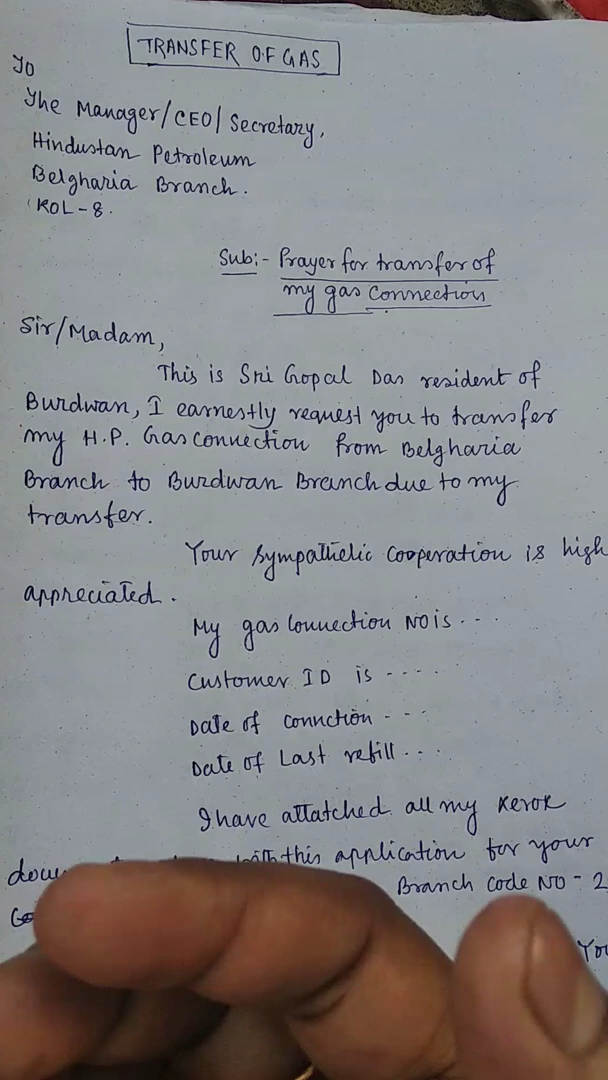 TRANSFER OF GAS
To
The Manager/CEO/Secretary,
Hindustan Petroleum
Belgharia Branch.
KOL-8.
Sub:- Prayer for transfer of
my gas connection
Sir/Madam,
This is Sri Gopal Das resident of
Burdwan, I earnestly request you to transfer
my H.P. Gas connection from Belgharia
Branch to Burdwan Branch due to my
transfer.
Your sympathetic cooperation is high
appreciated.
My gas connection NO is ...
Customer ID is ....
Date of connction ...
Date of Last refill ...
I have attatched all my xerox
this application for your
Branch code NO - 2
You